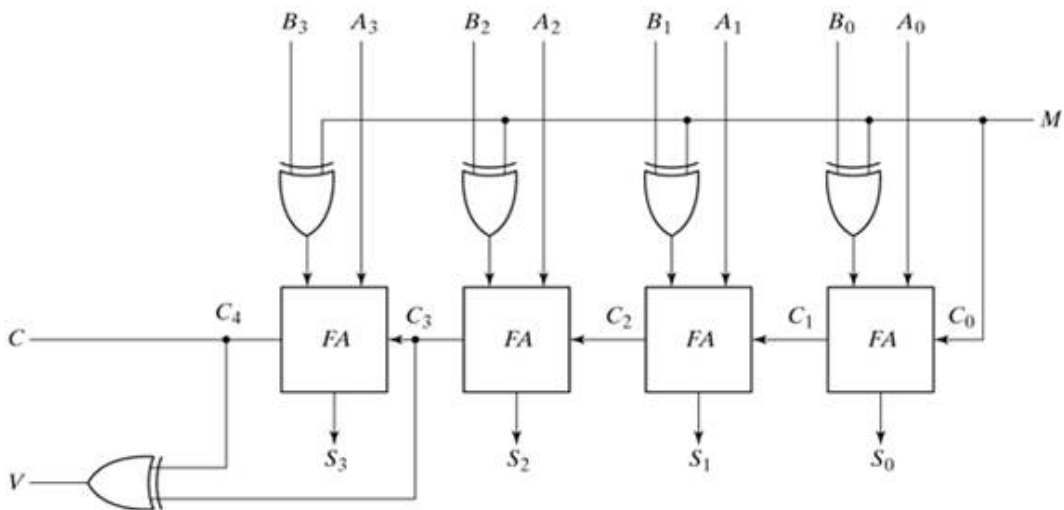 B₃ A₃ B₂ A₂ B₁ A₁ B₀ A₀
M
C₄ C₃ C₂ C₁ C₀
C FA FA FA FA
S₃ S₂ S₁ S₀
V